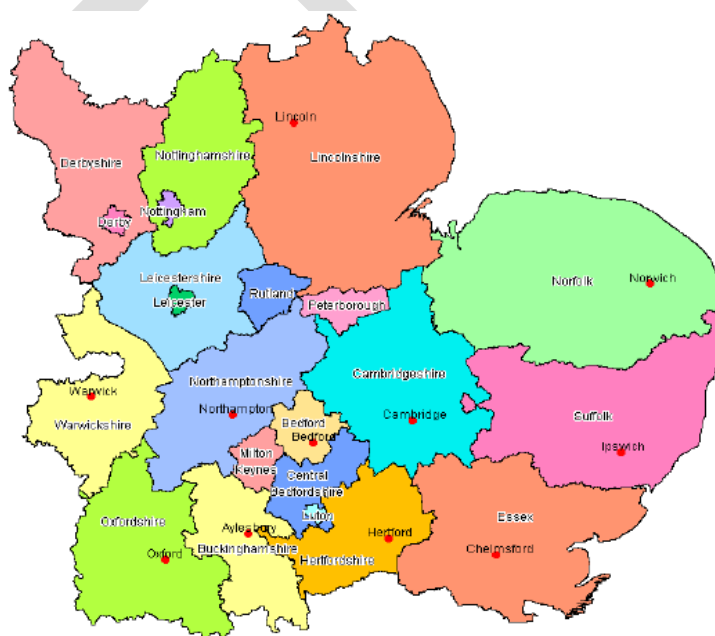 Lincoln
Derbyshire
Nottinghamshire
Lincolnshire
Derby
Nottingham
Leicestershire
Leicester
Rutland
Peterborough
Norfolk
Norwich
Northamptonshire
Cambridgeshire
Warwick
Warwickshire
Northampton
Bedford
Bedford
Cambridge
Suffolk
Ipswich
Milton
Keynes
Central
Bedfordshire
Luton
Oxfordshire
Aylesbury
Buckinghamshire
Oxford
Hertford
Hertfordshire
Essex
Chelmsford